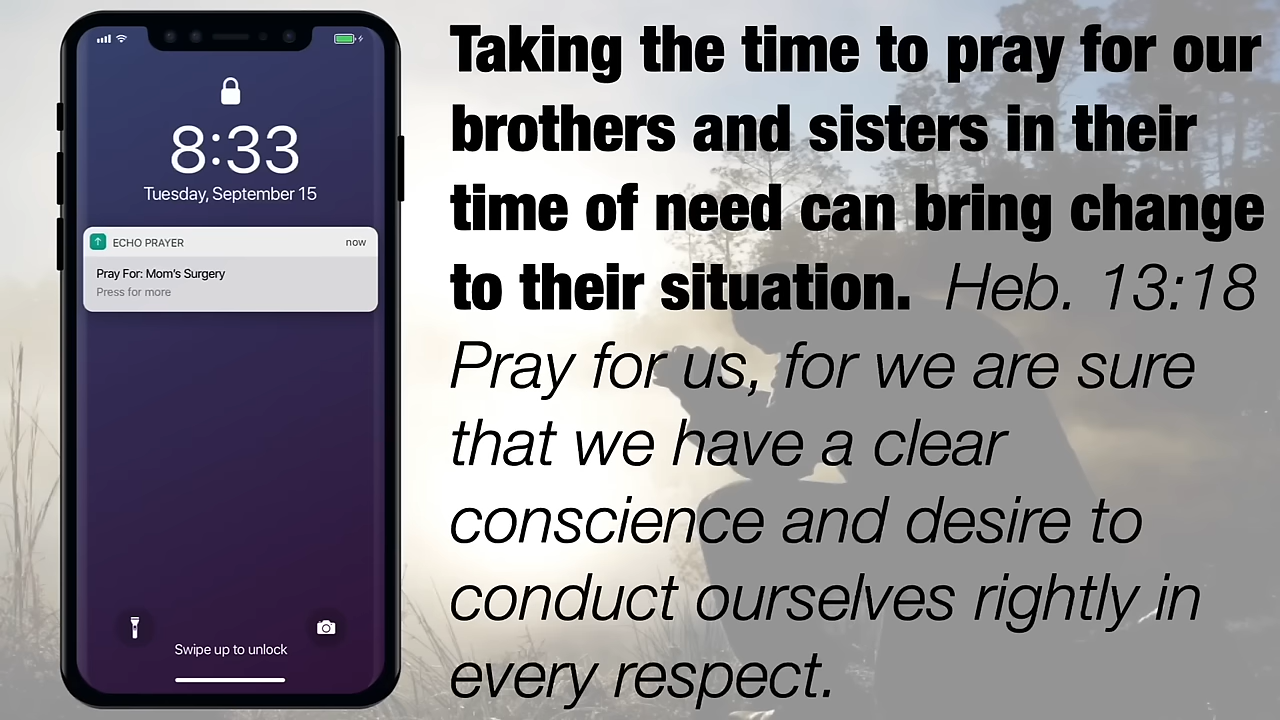 8:33
Tuesday, September 15
ECHO PRAYER now
Pray For: Mom's Surgery
Press for more
Swipe up to unlock
Taking the time to pray for our
brothers and sisters in their
time of need can bring change
to their situation. Heb. 13:18
Pray for us, for we are sure
that we have a clear
conscience and desire to
conduct ourselves rightly in
every respect.